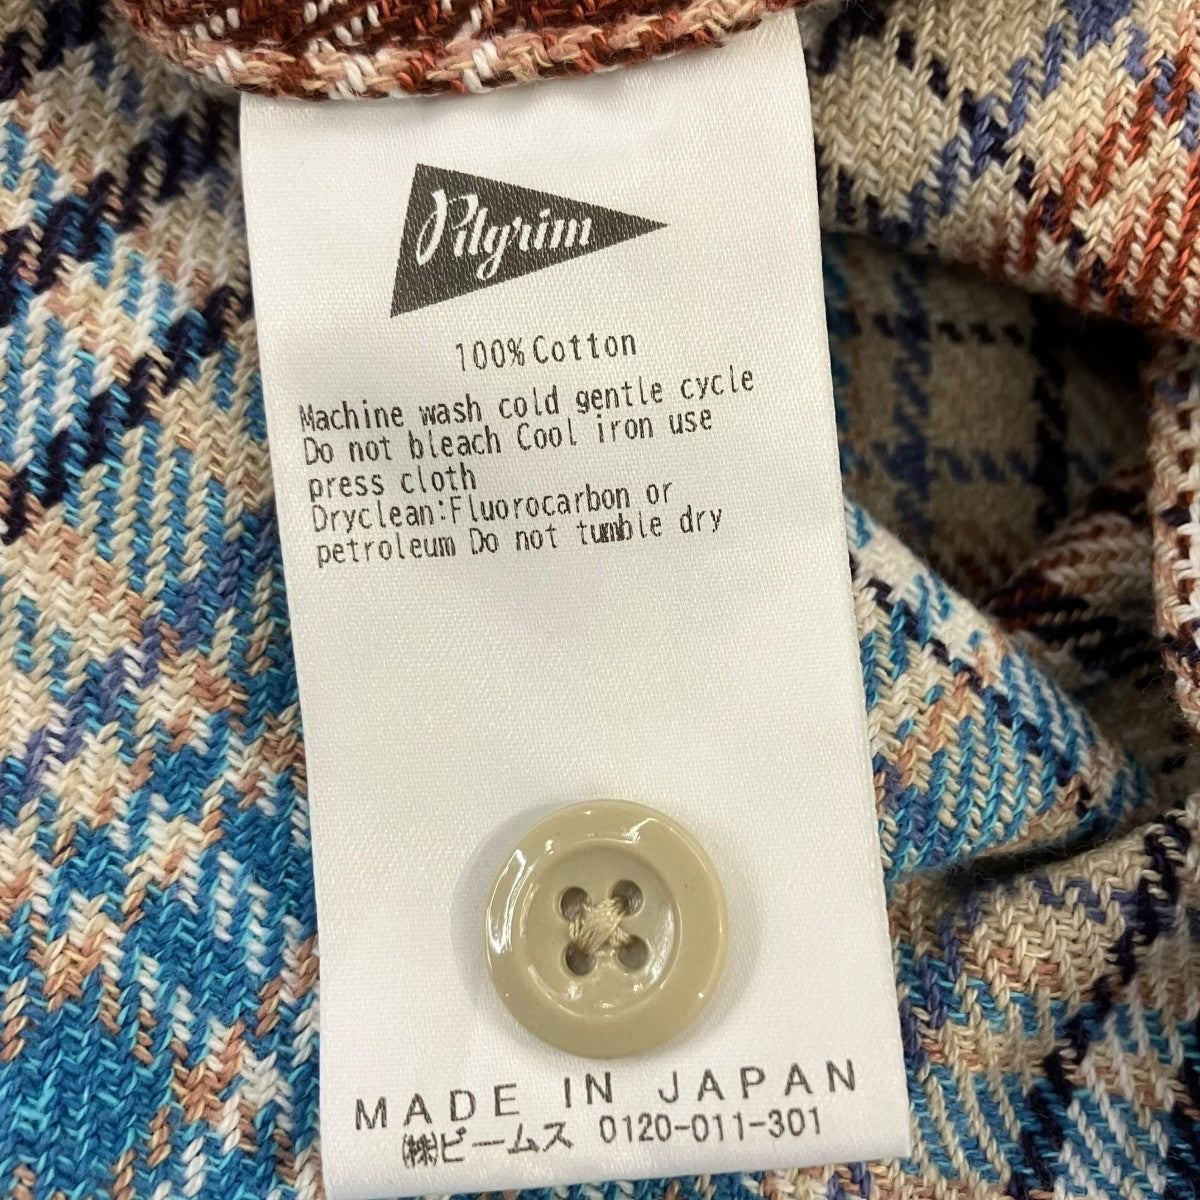 Pilgrim
100% Cotton
Machine wash cold gentle cycle
Do not bleach Cool iron use
press cloth
Dryclean:Fluorocarbon or
petroleum Do not tumble dry
MADE IN JAPAN
㈱ビームス 0120-011-301